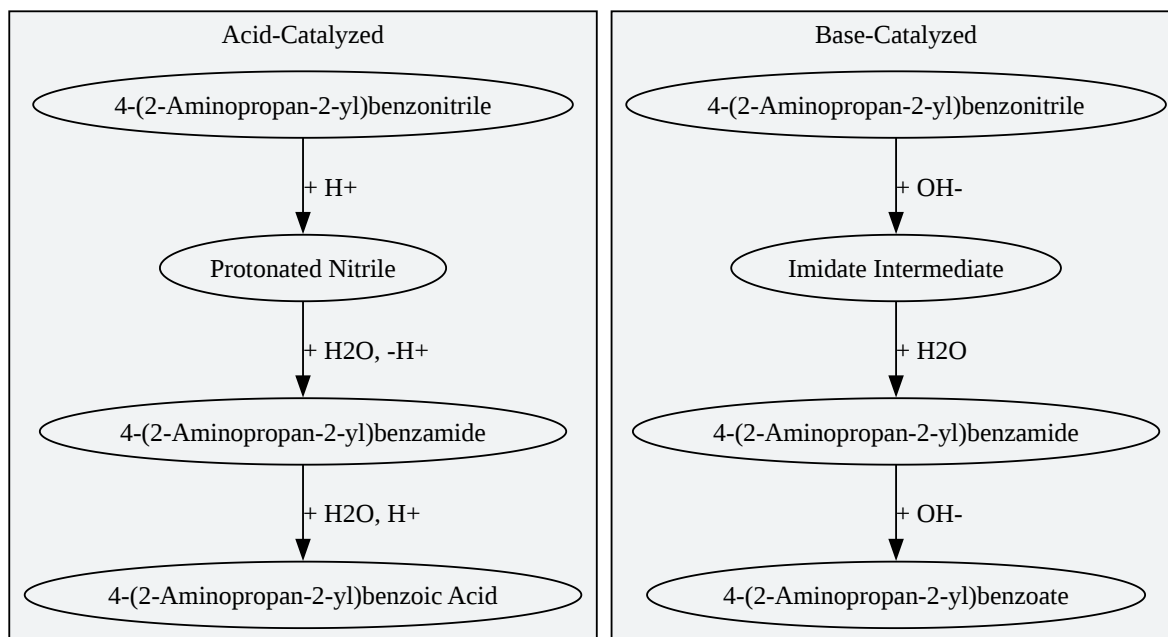 Acid-Catalyzed
4-(2-Aminopropan-2-yl)benzonitrile
+ H+
Protonated Nitrile
+ H2O, -H+
4-(2-Aminopropan-2-yl)benzamide
+ H2O, H+
4-(2-Aminopropan-2-yl)benzoic Acid
Base-Catalyzed
4-(2-Aminopropan-2-yl)benzonitrile
+ OH-
Imidate Intermediate
+ H2O
4-(2-Aminopropan-2-yl)benzamide
+ OH-
4-(2-Aminopropan-2-yl)benzoate